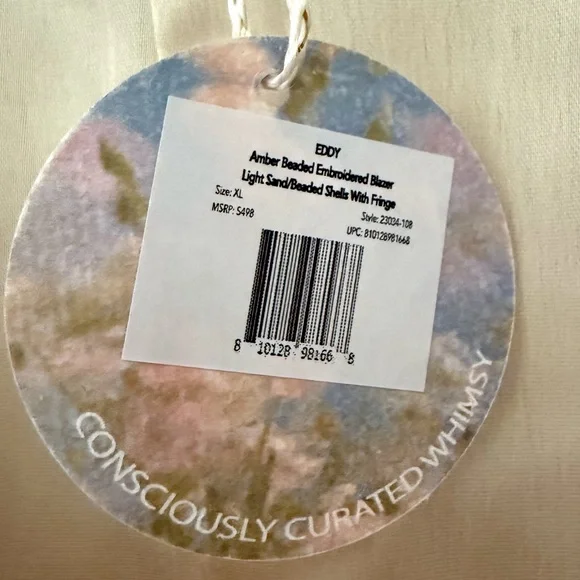 EDDY
Amber Beaded Embroidered Blazer
Light Sand/Beaded Shells With Fringe
Size: XL
Style: 23034-108
MSRP: $498
UPC: 810128981668
8 10128 98166 8
CONSCIOUSLY CURATED WHIMSY